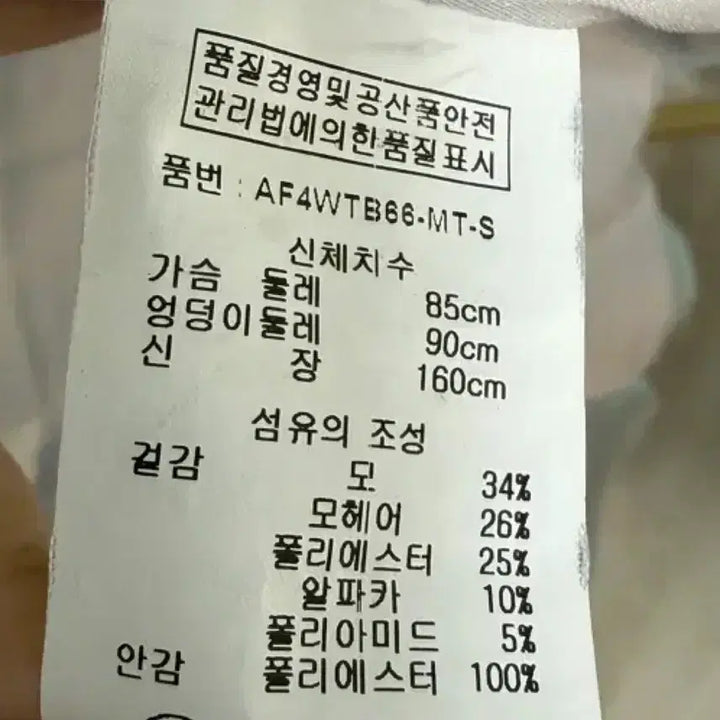 품질경영및공산품안전
관리법에의한품질표시
품번 : AF4WTB66-MT-S
신체치수
가슴 둘레 85cm
엉덩이둘레 90cm
신 장 160cm
섬유의 조성
겉감 모 34%
모헤어 26%
폴리에스터 25%
알파카 10%
폴리아미드 5%
안감 폴리에스터 100%